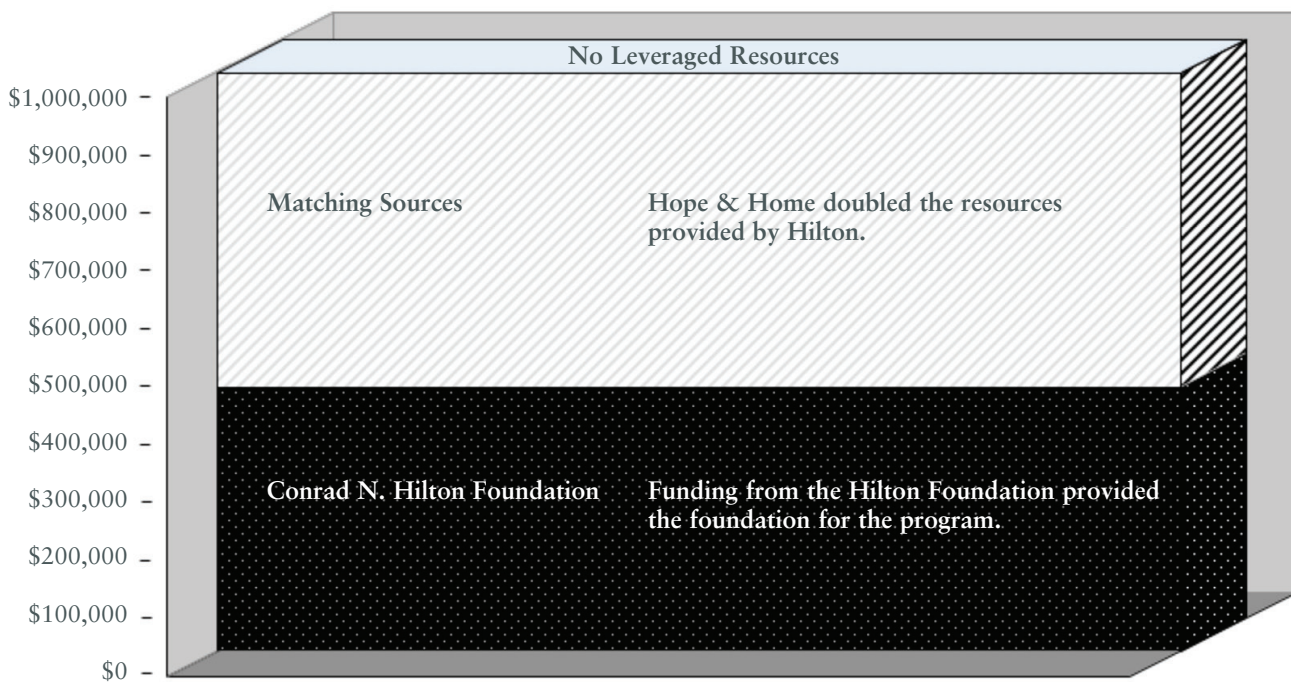 No Leveraged Resources
$1,000,000
$900,000
$800,000
$700,000
$600,000
$500,000
$400,000
$300,000
$200,000
$100,000
$0
Matching Sources
Hope & Home doubled the resources
provided by Hilton.
Conrad N. Hilton Foundation
Funding from the Hilton Foundation provided
the foundation for the program.